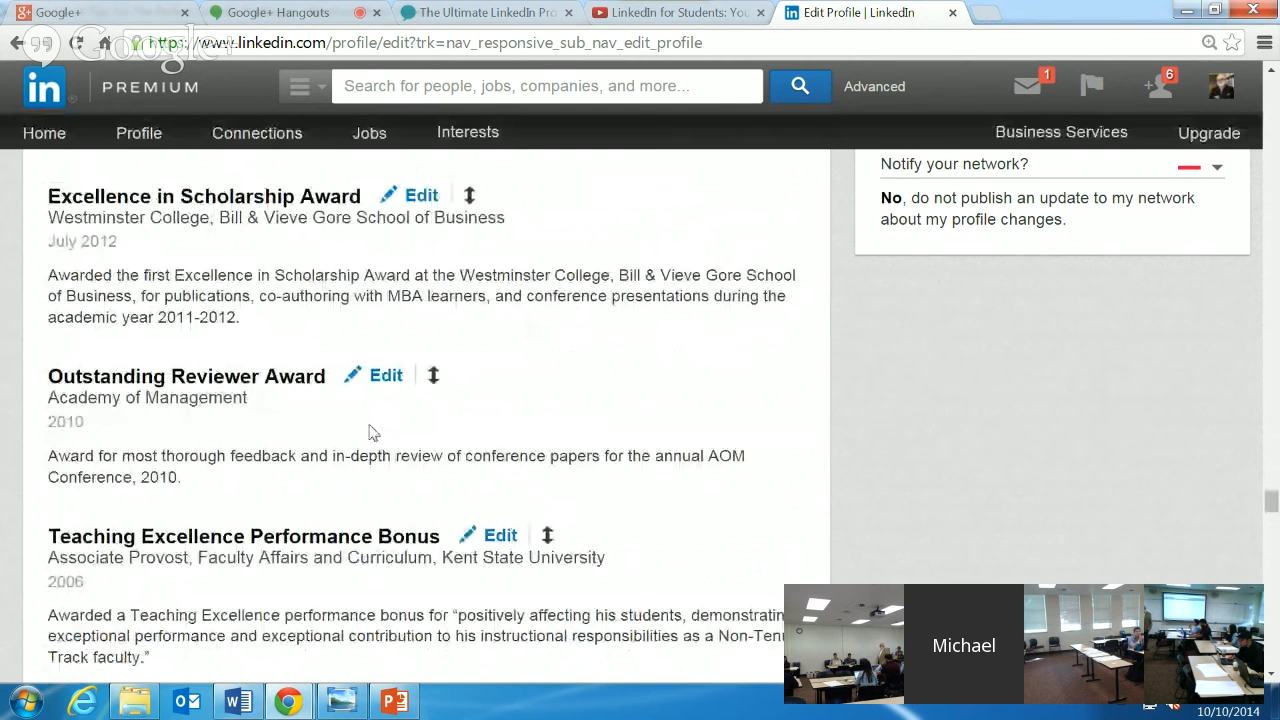 Google+
Google+ Hangouts
The Ultimate LinkedIn Pro
LinkedIn for Students: You
Edit Profile | LinkedIn
Google+
https://www.linkedin.com/profile/edit?trk=nav_responsive_sub_nav_edit_profile
in PREMIUM
Search for people, jobs, companies, and more...
Advanced
1
6
Home Profile Connections Jobs Interests Business Services Upgrade
Notify your network?
No, do not publish an update to my network
about my profile changes.
Excellence in Scholarship Award Edit
Westminster College, Bill & Vieve Gore School of Business
July 2012
Awarded the first Excellence in Scholarship Award at the Westminster College, Bill & Vieve Gore School
of Business, for publications, co-authoring with MBA learners, and conference presentations during the
academic year 2011-2012.
Outstanding Reviewer Award Edit
Academy of Management
2010
Award for most thorough feedback and in-depth review of conference papers for the annual AOM
Conference, 2010.
Teaching Excellence Performance Bonus Edit
Associate Provost, Faculty Affairs and Curriculum, Kent State University
2006
Awarded a Teaching Excellence performance bonus for “positively affecting his students, demonstratin
exceptional performance and exceptional contribution to his instructional responsibilities as a Non-Ten
Track faculty.”
Michael
10/10/2014